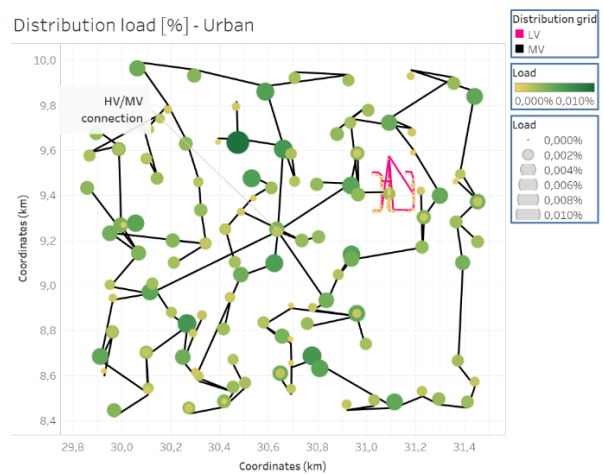 Distribution load [%] - Urban
10,0
9,8
9,6
9,4
9,2
9,0
8,8
8,6
8,4
Coordinates (km)
HV/MV
connection
29,8
30,0
30,2
30,4
30,6
30,8
31,0
31,2
31,4
Coordinates (km)
Distribution grid
LV
MV
Load
0,000% 0,010%
Load
0,000%
0,002%
0,004%
0,006%
0,008%
0,010%